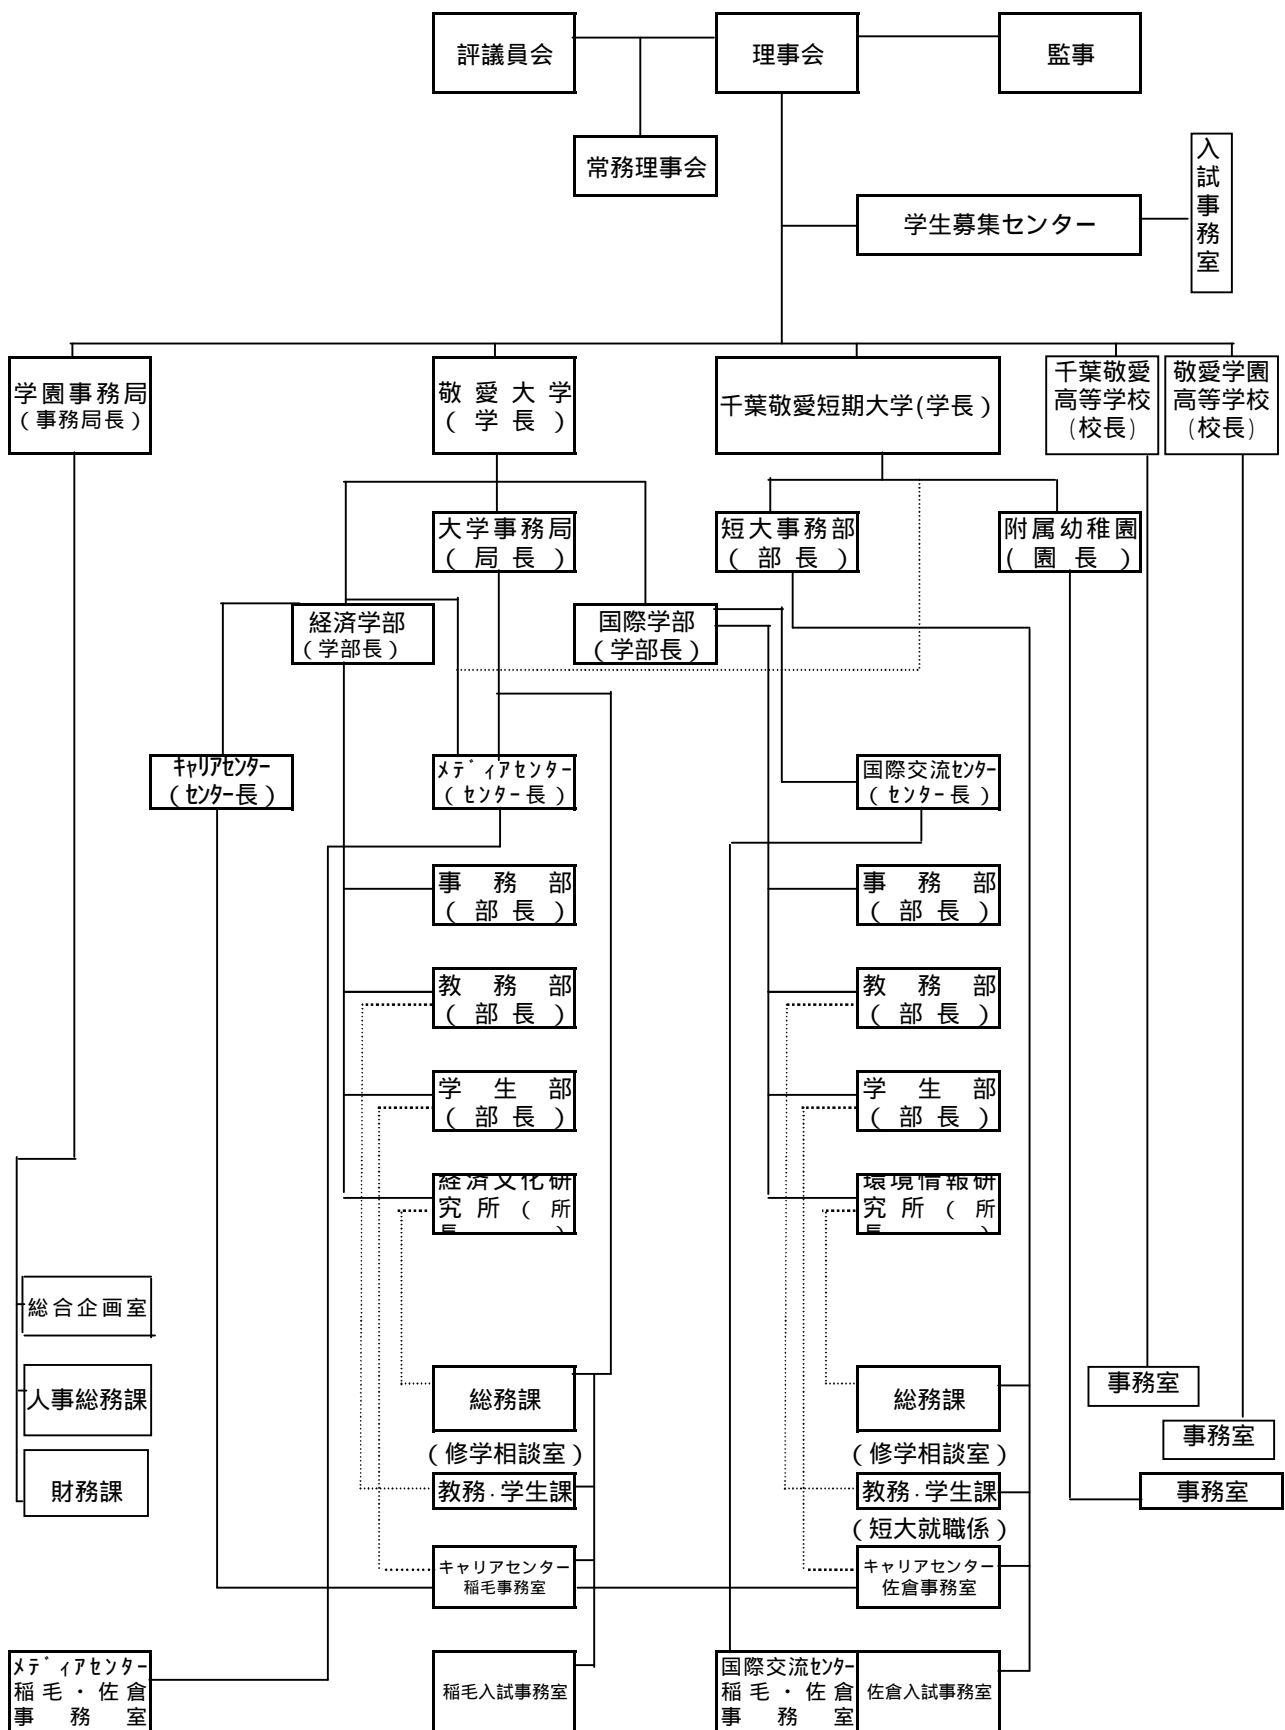 評議員会
理事会
監事
常務理事会
入試事務室
学生募集センター
学園事務局
（事務局長）
敬愛大学
（学長）
千葉敬愛短期大学(学長）
千葉敬愛
高等学校
(校長)
敬愛学園
高等学校
(校長)
大学事務局
（局長）
短大事務部
（部長）
附属幼稚園
(園長）
経済学部
（学部長）
国際学部
（学部長）
ｷｬﾘｱｾﾝﾀｰ
（ｾﾝﾀｰ長）
ﾒﾃﾞｨｱｾﾝﾀｰ
（ｾﾝﾀｰ長）
国際交流ｾﾝﾀｰ
（ｾﾝﾀｰ長）
事務部
（部長）
事務部
（部長）
教務部
（部長）
教務部
（部長）
学生部
（部長）
学生部
（部長）
経済文化研
究所（所
長）
環境情報研
究所（所
長）
総合企画室
人事総務課
財務課
総務課
（修学相談室）
総務課
（修学相談室）
事務室
事務室
事務室
教務･学生課
教務･学生課
（短大就職係）
キャリアセンター
稲毛事務室
キャリアセンター
佐倉事務室
ﾒﾃﾞｨｱｾﾝﾀｰ
稲毛・佐倉
事務室
稲毛入試事務室
国際交流ｾﾝﾀｰ
稲毛・佐倉
事務室
佐倉入試事務室